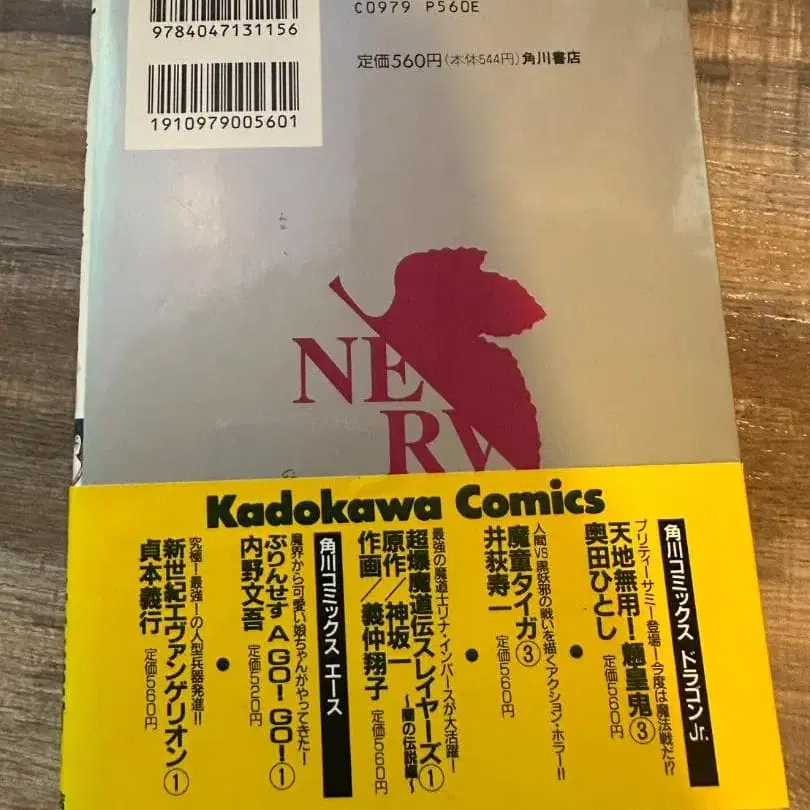 9784047131156
C0979 P560E
定価560円(本体544円)角川書店
1910979005601
NE
RV
Kadokawa Comics
角川コミックス ドラゴンJr.
プリティーサミー登場!今度は魔法戦だ!?
天地無用!魎皇鬼③
奥田ひとし 定価560円
人間VS黒妖邪の戦いを描くアクション・ホラー!!
魔童タイガ③
井荻寿一 定価560円
最強の魔道士リナ・インバースが大活躍!
超爆魔道伝スレイヤーズ①
〜闇の伝説編〜
原作/神坂一
作画/義仲翔子 定価560円
角川コミックス エース
魔界から可愛い娘ちゃんがやってきたー
ぷりんせすA GO! GO!①
内野文吾 定価520円
究極!最強!の人型兵器発進!!
新世紀エヴァンゲリオン①
貞本義行 定価560円